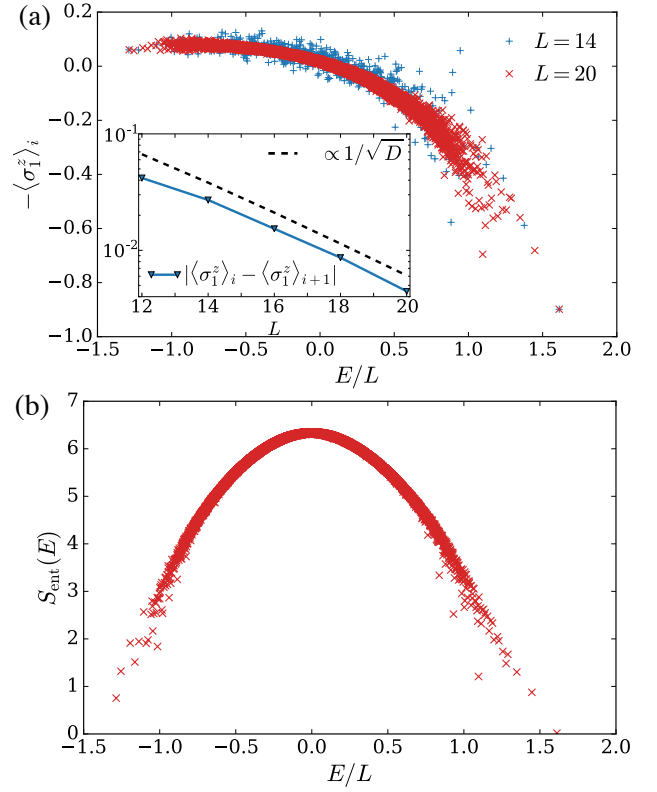 (a)
0.2
0.0
−0.2
−0.4
−0.6
−0.8
−1.0
−⟨σ₁ᶻ⟩ᵢ
L = 14
L = 20
10⁻¹
10⁻²
∝ 1/√D
|⟨σ₁ᶻ⟩ᵢ − ⟨σ₁ᶻ⟩ᵢ₊₁|
12 14 16 18 20
L
−1.5 −1.0 −0.5 0.0 0.5 1.0 1.5 2.0
E/L
(b)
7
6
5
4
3
2
1
0
S_ent(E)
−1.5 −1.0 −0.5 0.0 0.5 1.0 1.5 2.0
E/L